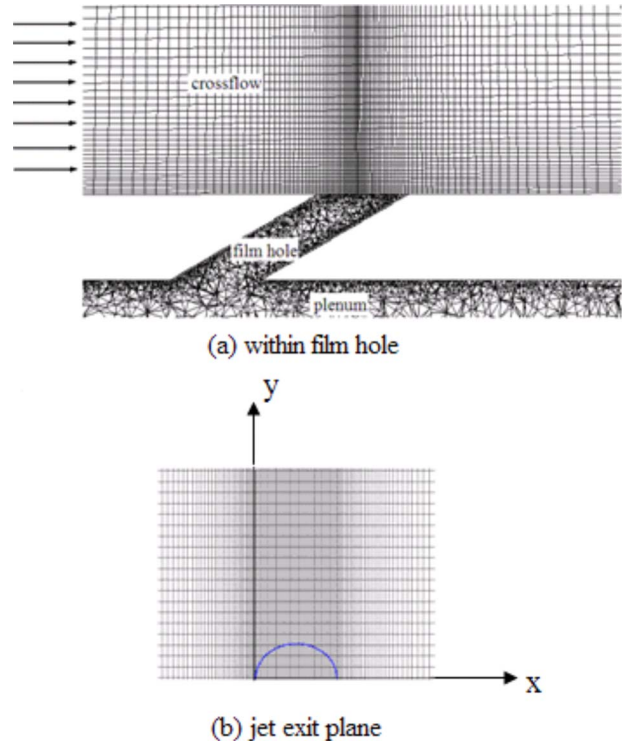 crossflow
film hole
plenum
(a) within film hole
y
x
(b) jet exit plane